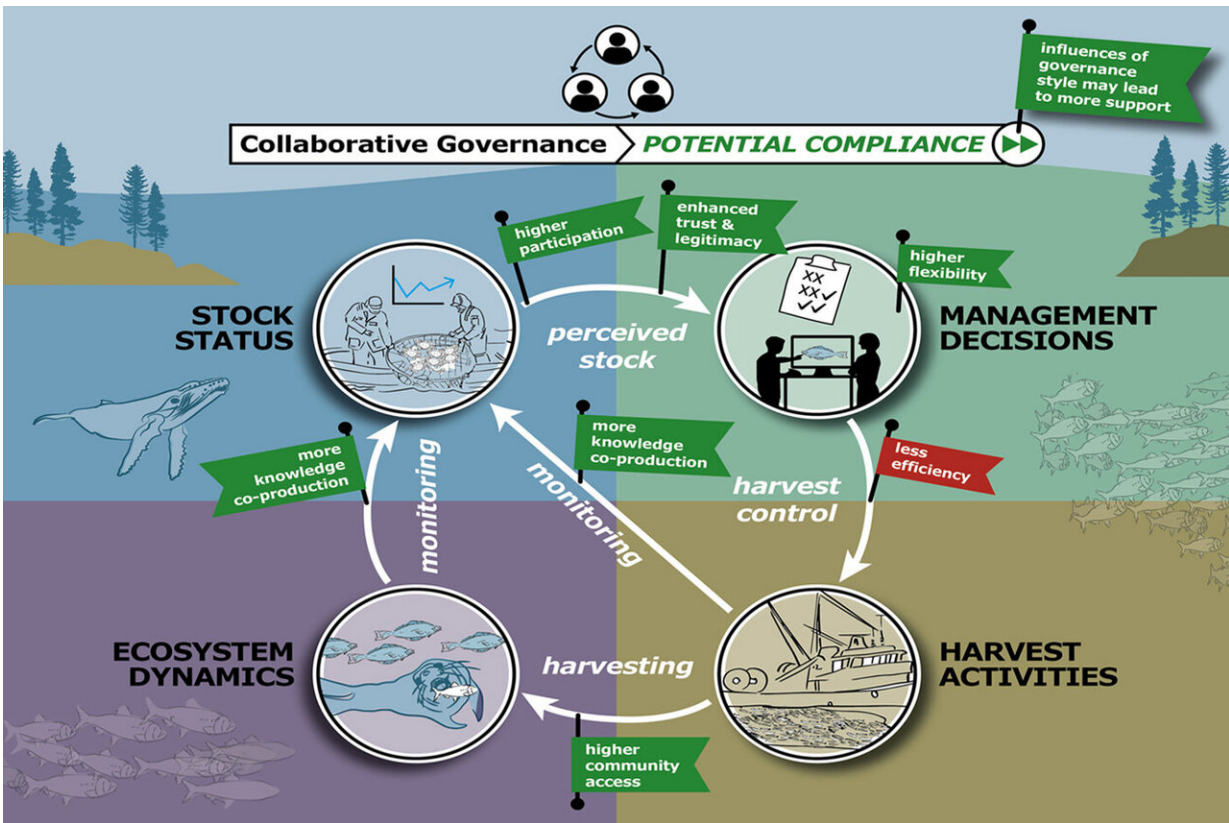 influences of
governance
style may lead
to more support
Collaborative Governance
POTENTIAL COMPLIANCE
higher
participation
enhanced
trust &
legitimacy
higher
flexibility
STOCK
STATUS
perceived
stock
MANAGEMENT
DECISIONS
XX
XX✓
✓✓
more
knowledge
co-production
monitoring
more
knowledge
co-production
monitoring
less
efficiency
harvest
control
ECOSYSTEM
DYNAMICS
harvesting
HARVEST
ACTIVITIES
higher
community
access